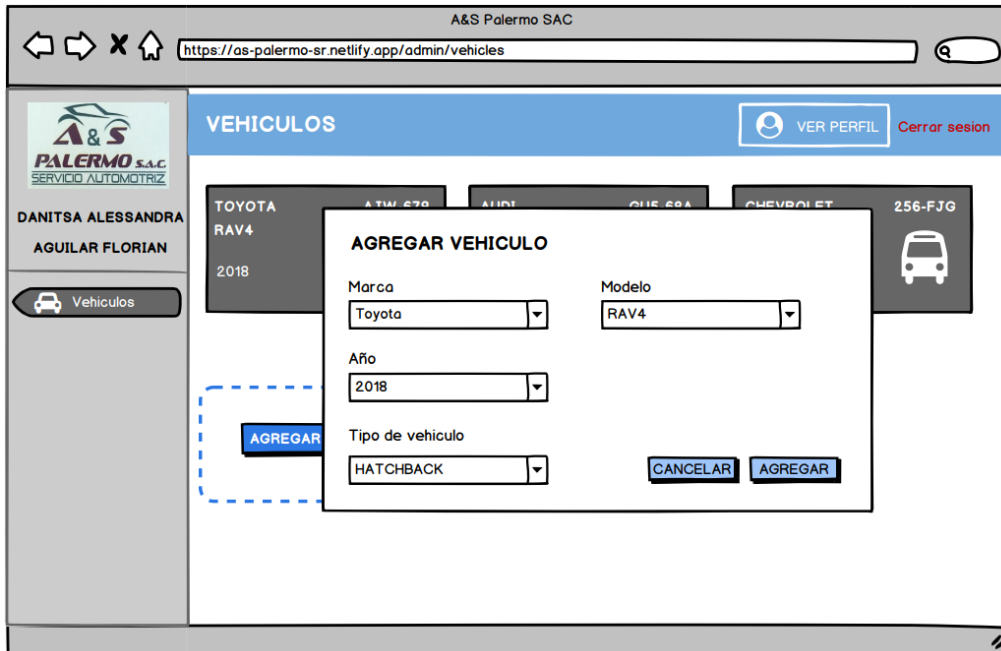 A&S Palermo SAC
https://as-palermo-sr.netlify.app/admin/vehicles
A&S
PALERMO S.A.C.
SERVICIO AUTOMOTRIZ
DANITSA ALESSANDRA
AGUILAR FLORIAN
Vehiculos
VEHICULOS
VER PERFIL
Cerrar sesion
TOYOTA
RAV4
2018
256-FJG
AGREGAR
AGREGAR VEHICULO
Marca
Modelo
Toyota
RAV4
Año
2018
Tipo de vehiculo
HATCHBACK
CANCELAR
AGREGAR